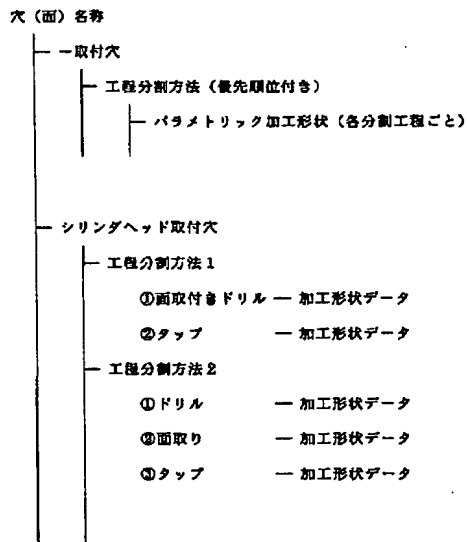 穴（面）名称
一取付穴
工程分割方法（優先順位付き）
パラメトリック加工形状（各分割工程ごと）
シリンダヘッド取付穴
工程分割方法1
①面取付きドリル ― 加工形状データ
②タップ ― 加工形状データ
工程分割方法2
①ドリル ― 加工形状データ
②面取り ― 加工形状データ
③タップ ― 加工形状データ